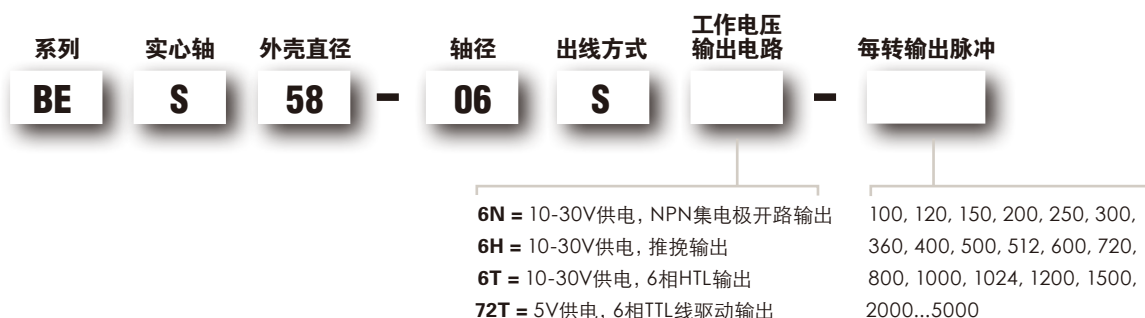 系列 实心轴 外壳直径 轴径 出线方式 工作电压
输出电路 每转输出脉冲
BE S 58 - 06 S -
6N = 10-30V供电, NPN集电极开路输出
6H = 10-30V供电, 推挽输出
6T = 10-30V供电, 6相HTL输出
72T = 5V供电, 6相TTL线驱动输出
100, 120, 150, 200, 250, 300,
360, 400, 500, 512, 600, 720,
800, 1000, 1024, 1200, 1500,
2000...5000